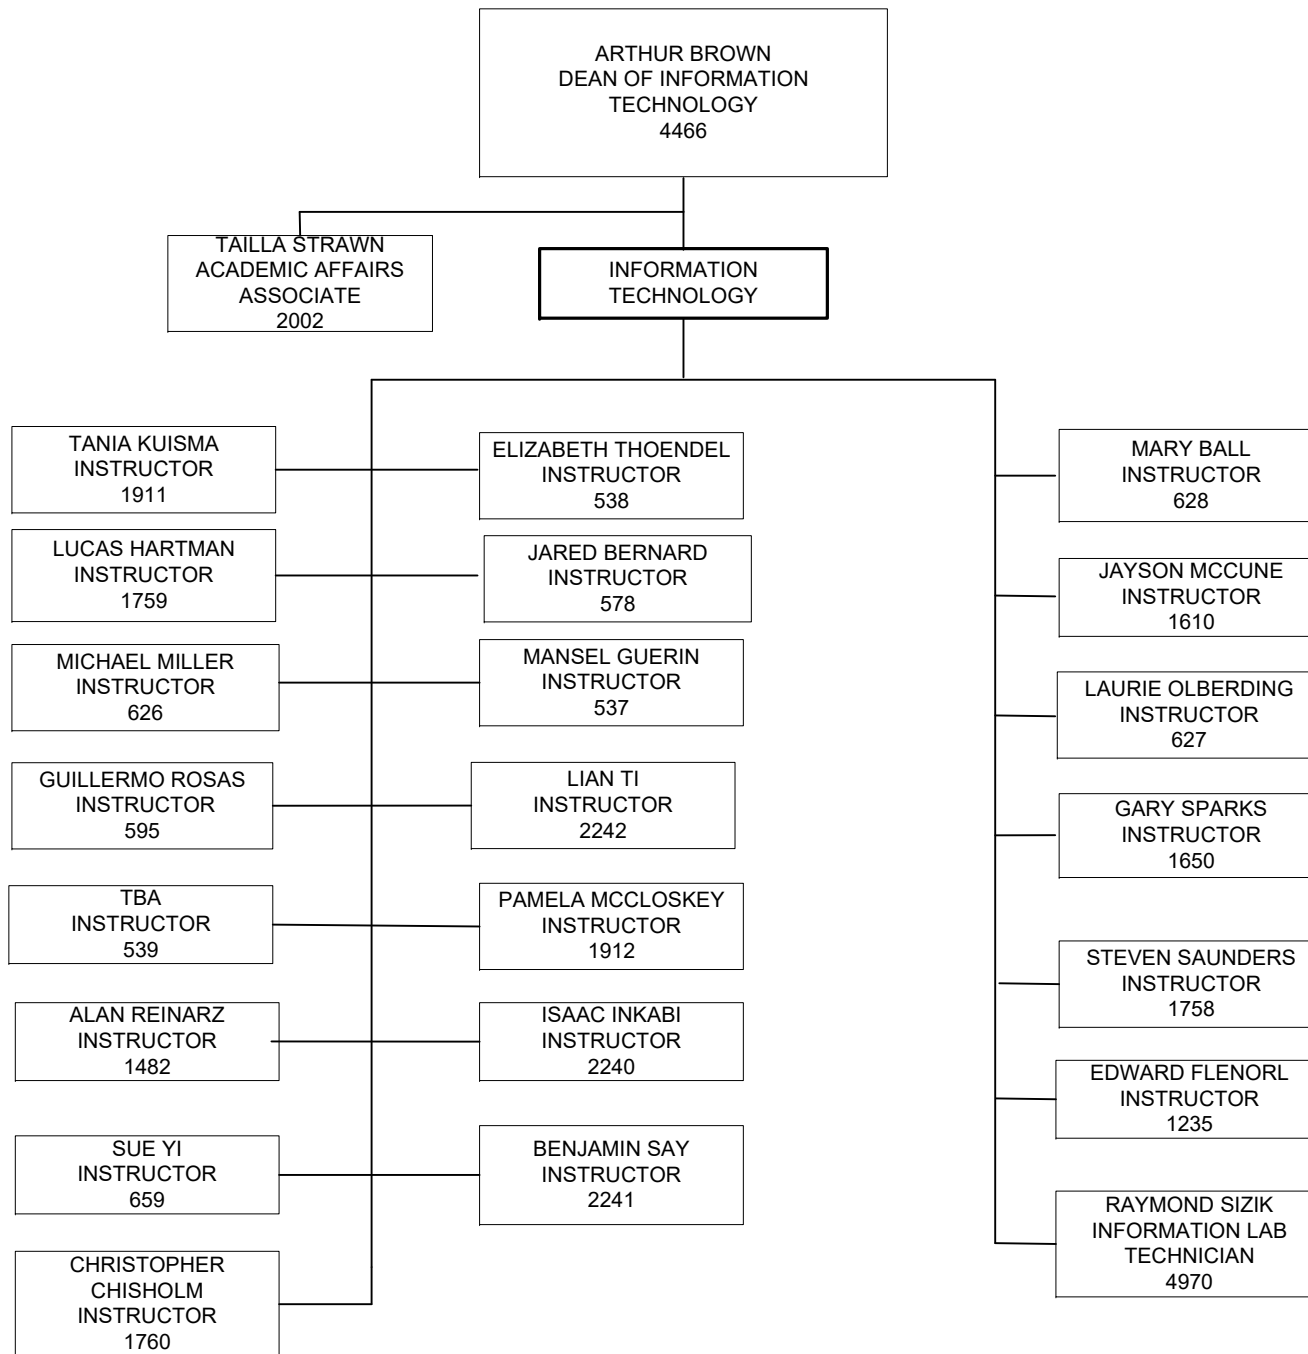 ARTHUR BROWN
DEAN OF INFORMATION
TECHNOLOGY
4466
TAILLA STRAWN
ACADEMIC AFFAIRS
ASSOCIATE
2002
INFORMATION
TECHNOLOGY
TANIA KUISMA
INSTRUCTOR
1911
ELIZABETH THOENDEL
INSTRUCTOR
538
MARY BALL
INSTRUCTOR
628
LUCAS HARTMAN
INSTRUCTOR
1759
JARED BERNARD
INSTRUCTOR
578
JAYSON MCCUNE
INSTRUCTOR
1610
MICHAEL MILLER
INSTRUCTOR
626
MANSEL GUERIN
INSTRUCTOR
537
LAURIE OLBERDING
INSTRUCTOR
627
GUILLERMO ROSAS
INSTRUCTOR
595
LIAN TI
INSTRUCTOR
2242
GARY SPARKS
INSTRUCTOR
1650
TBA
INSTRUCTOR
539
PAMELA MCCLOSKEY
INSTRUCTOR
1912
STEVEN SAUNDERS
INSTRUCTOR
1758
ALAN REINARZ
INSTRUCTOR
1482
ISAAC INKABI
INSTRUCTOR
2240
EDWARD FLENORL
INSTRUCTOR
1235
SUE YI
INSTRUCTOR
659
BENJAMIN SAY
INSTRUCTOR
2241
RAYMOND SIZIK
INFORMATION LAB
TECHNICIAN
4970
CHRISTOPHER
CHISHOLM
INSTRUCTOR
1760